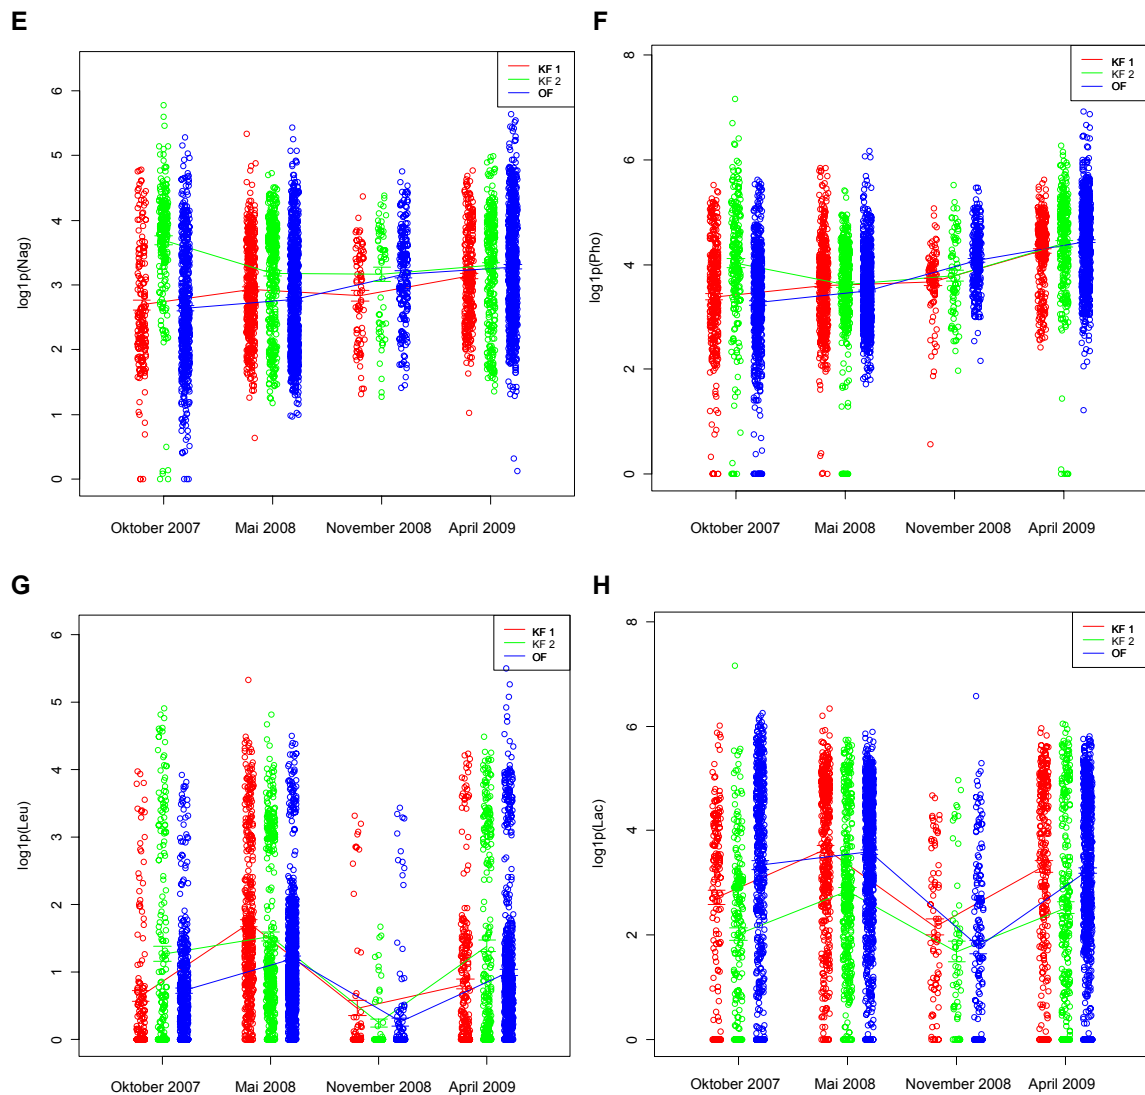 E
F
KF 1
KF 2
OF
log1p(Nag)
0 1 2 3 4 5 6
Oktober 2007 Mai 2008 November 2008 April 2009
KF 1
KF 2
OF
log1p(Pho)
0 2 4 6 8
Oktober 2007 Mai 2008 November 2008 April 2009
G
H
KF 1
KF 2
OF
log1p(Leu)
0 1 2 3 4 5 6
Oktober 2007 Mai 2008 November 2008 April 2009
KF 1
KF 2
OF
log1p(Lac)
0 2 4 6 8
Oktober 2007 Mai 2008 November 2008 April 2009